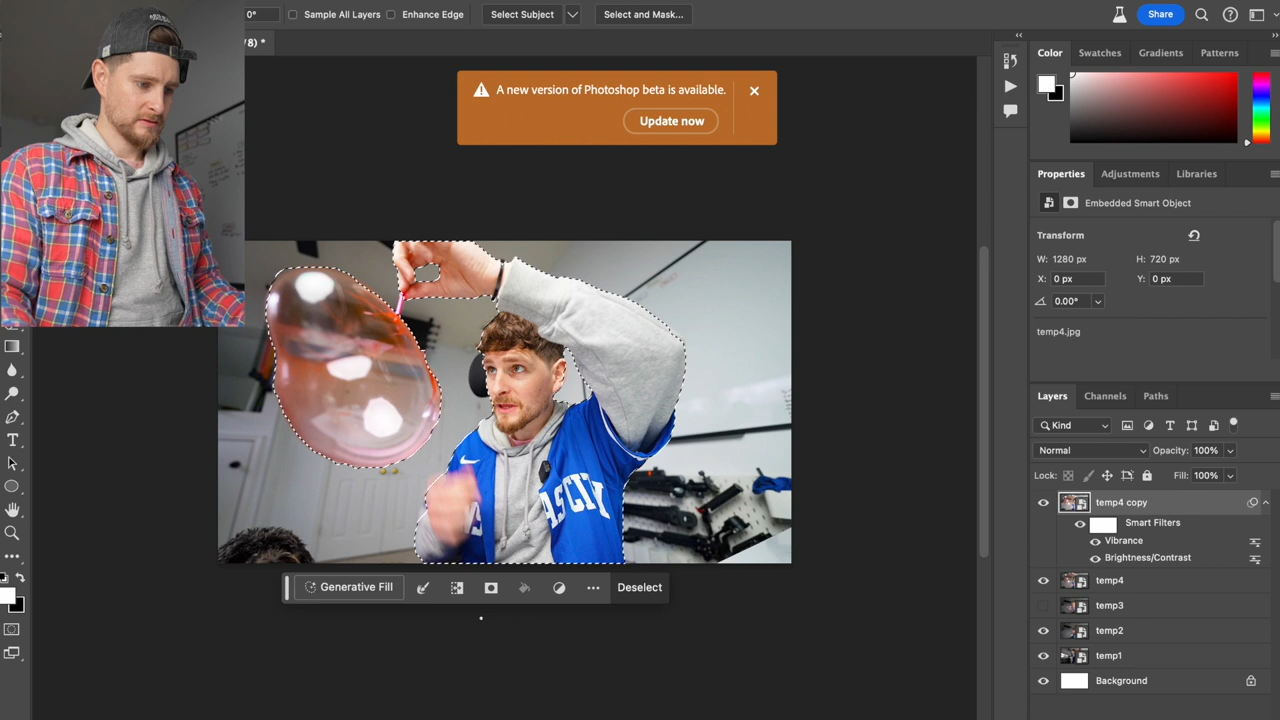 0°
Sample All Layers
Enhance Edge
Select Subject
Select and Mask...
Share
/8) *
A new version of Photoshop beta is available.
Update now
Color
Swatches
Gradients
Patterns
Properties
Adjustments
Libraries
Embedded Smart Object
Transform
W: 1280 px
H: 720 px
X: 0 px
Y: 0 px
0.00°
temp4.jpg
Layers
Channels
Paths
Kind
Normal
Opacity: 100%
Lock:
Fill: 100%
temp4 copy
Smart Filters
Vibrance
Brightness/Contrast
temp4
temp3
temp2
temp1
Background
Generative Fill
Deselect
AS CITY